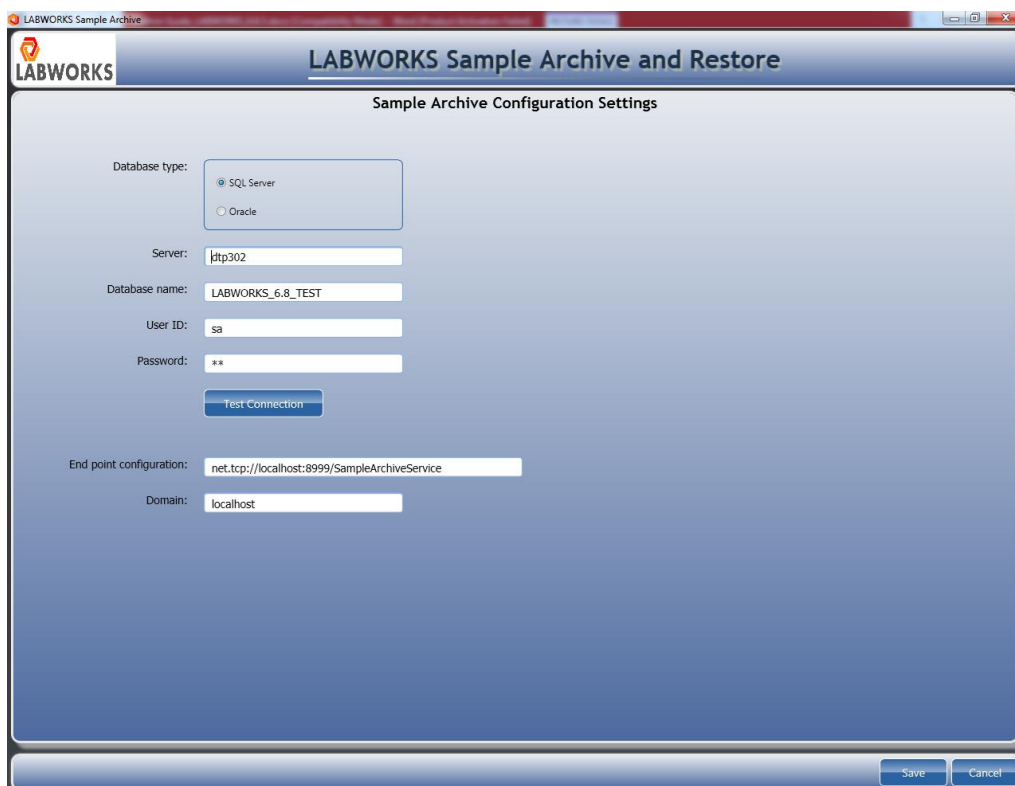 LABWORKS Sample Archive
LABWORKS
LABWORKS Sample Archive and Restore
Sample Archive Configuration Settings
Database type:
SQL Server
Oracle
Server: dtp302
Database name: LABWORKS_6.8_TEST
User ID: sa
Password: **
Test Connection
End point configuration: net.tcp://localhost:8999/SampleArchiveService
Domain: localhost
Save Cancel